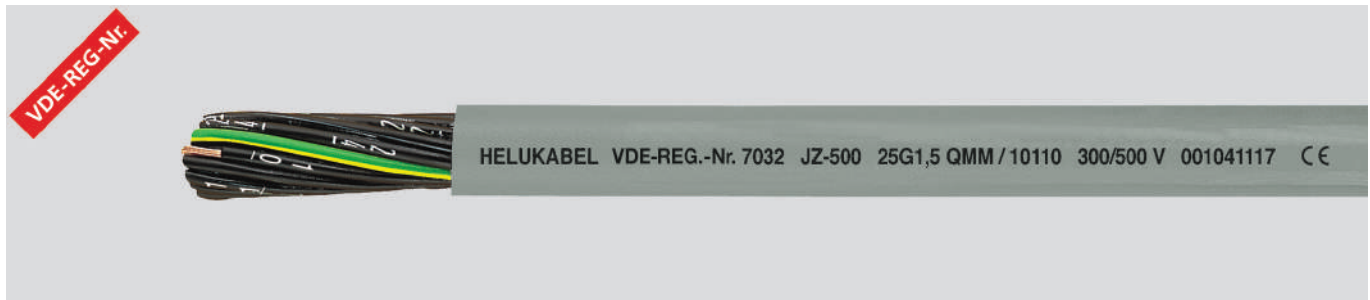 VDE-REG-Nr.
HELUKABEL VDE-REG.-Nr. 7032 JZ-500 25G1,5 QMM / 10110 300/500 V 001041117 CE